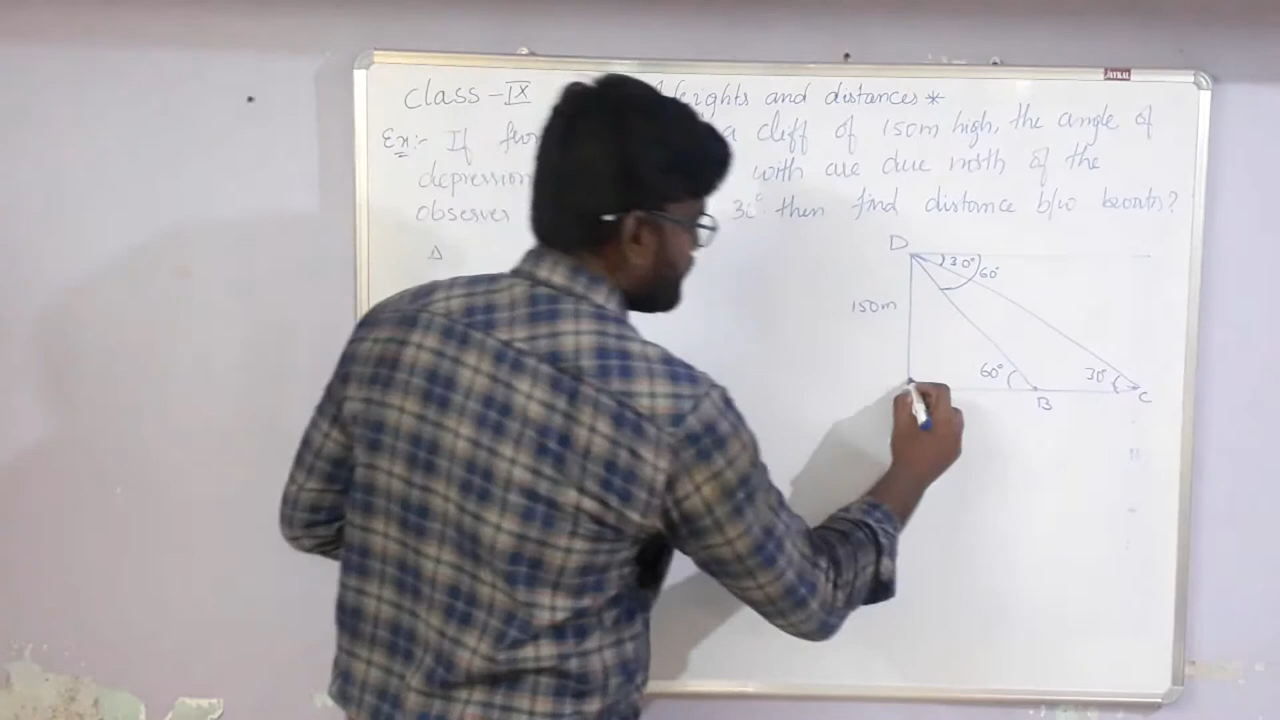 JAYKAL
Class - IX Heights and distances *
Ex:- If a cliff of 150m high, the angle of
depression with are due north of the
observer 30° then find distance b/w boats?
Δ
D
30°
60°
150m
60°
30
B
C